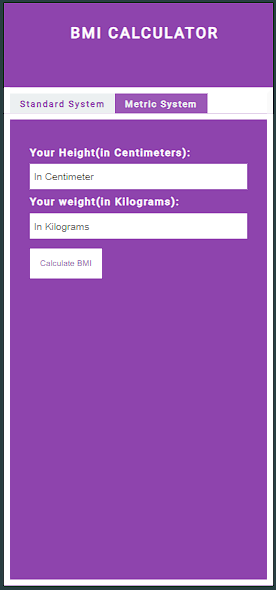 BMI CALCULATOR
Standard System
Metric System
Your Height(in Centimeters):
In Centimeter
Your weight(in Kilograms):
In Kilograms
Calculate BMI